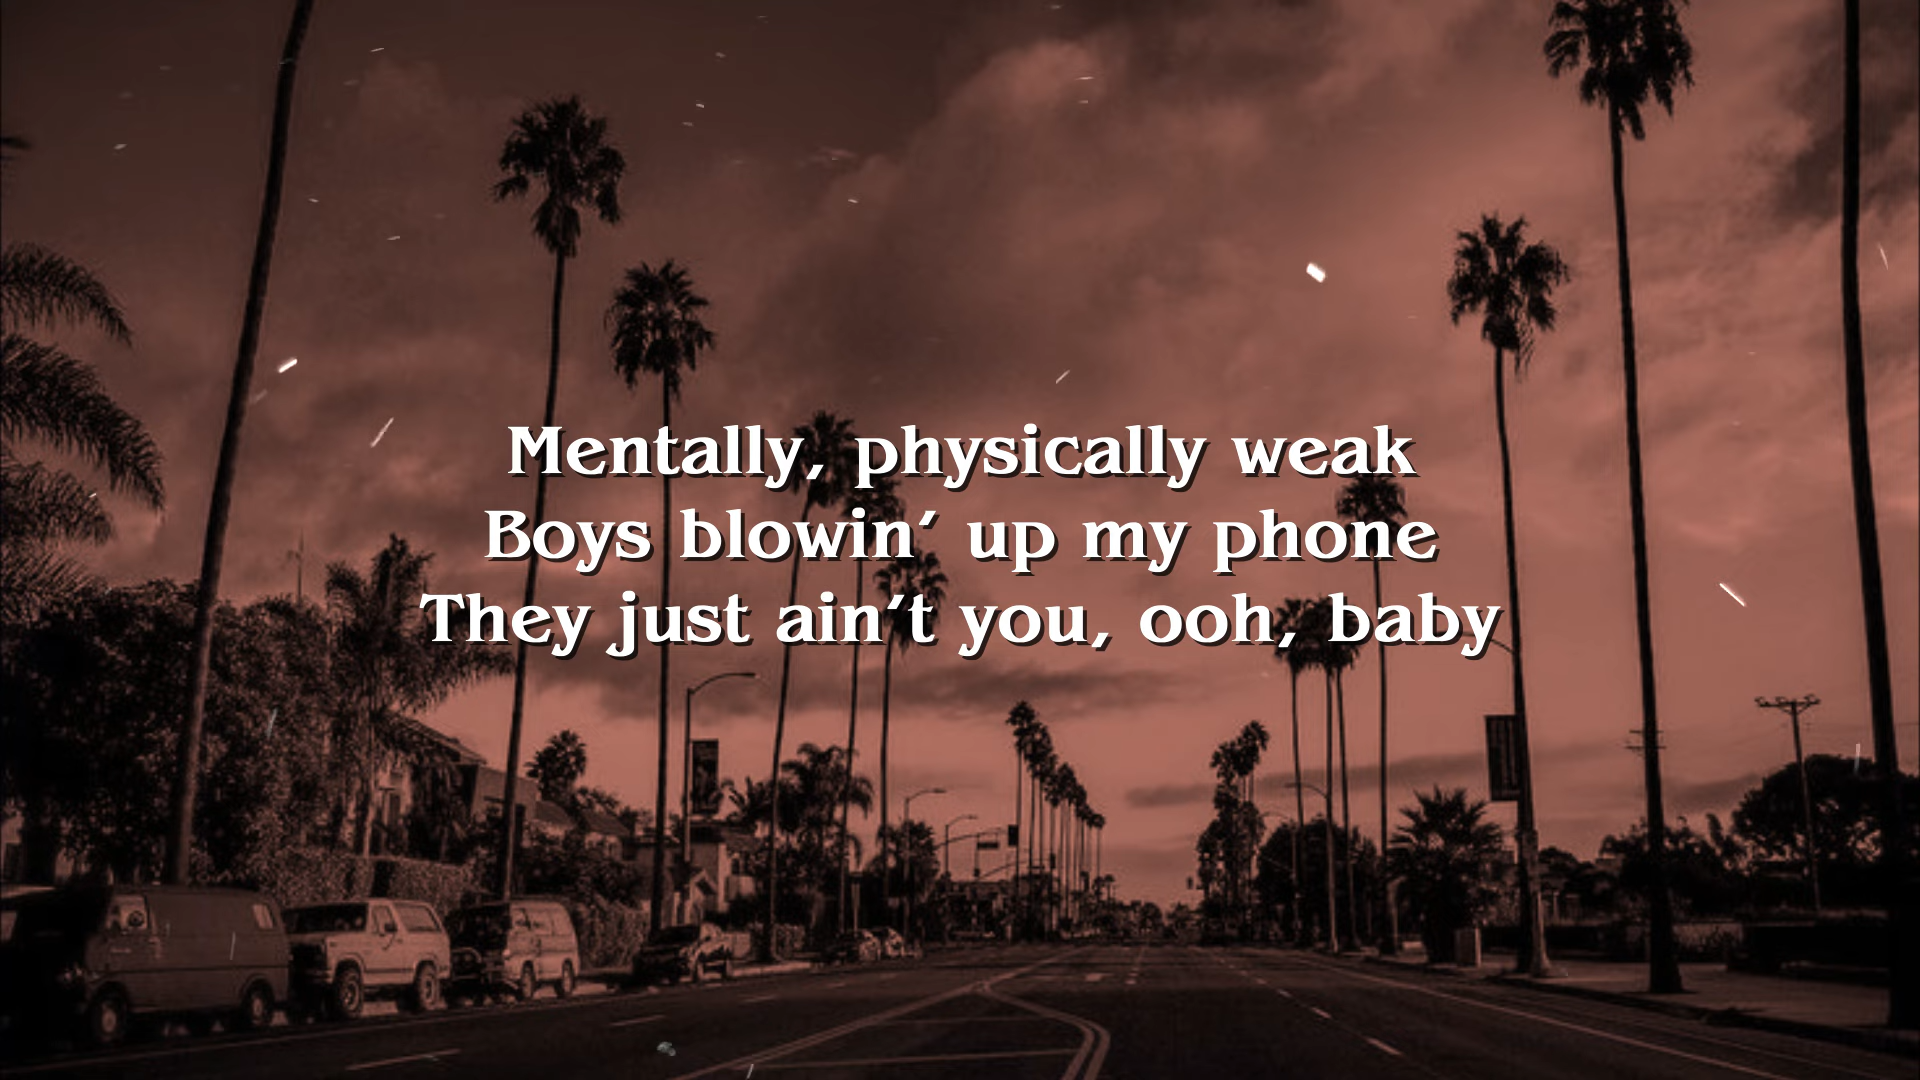 Mentally, physically weak
Boys blowin’ up my phone
They just ain’t you, ooh, baby